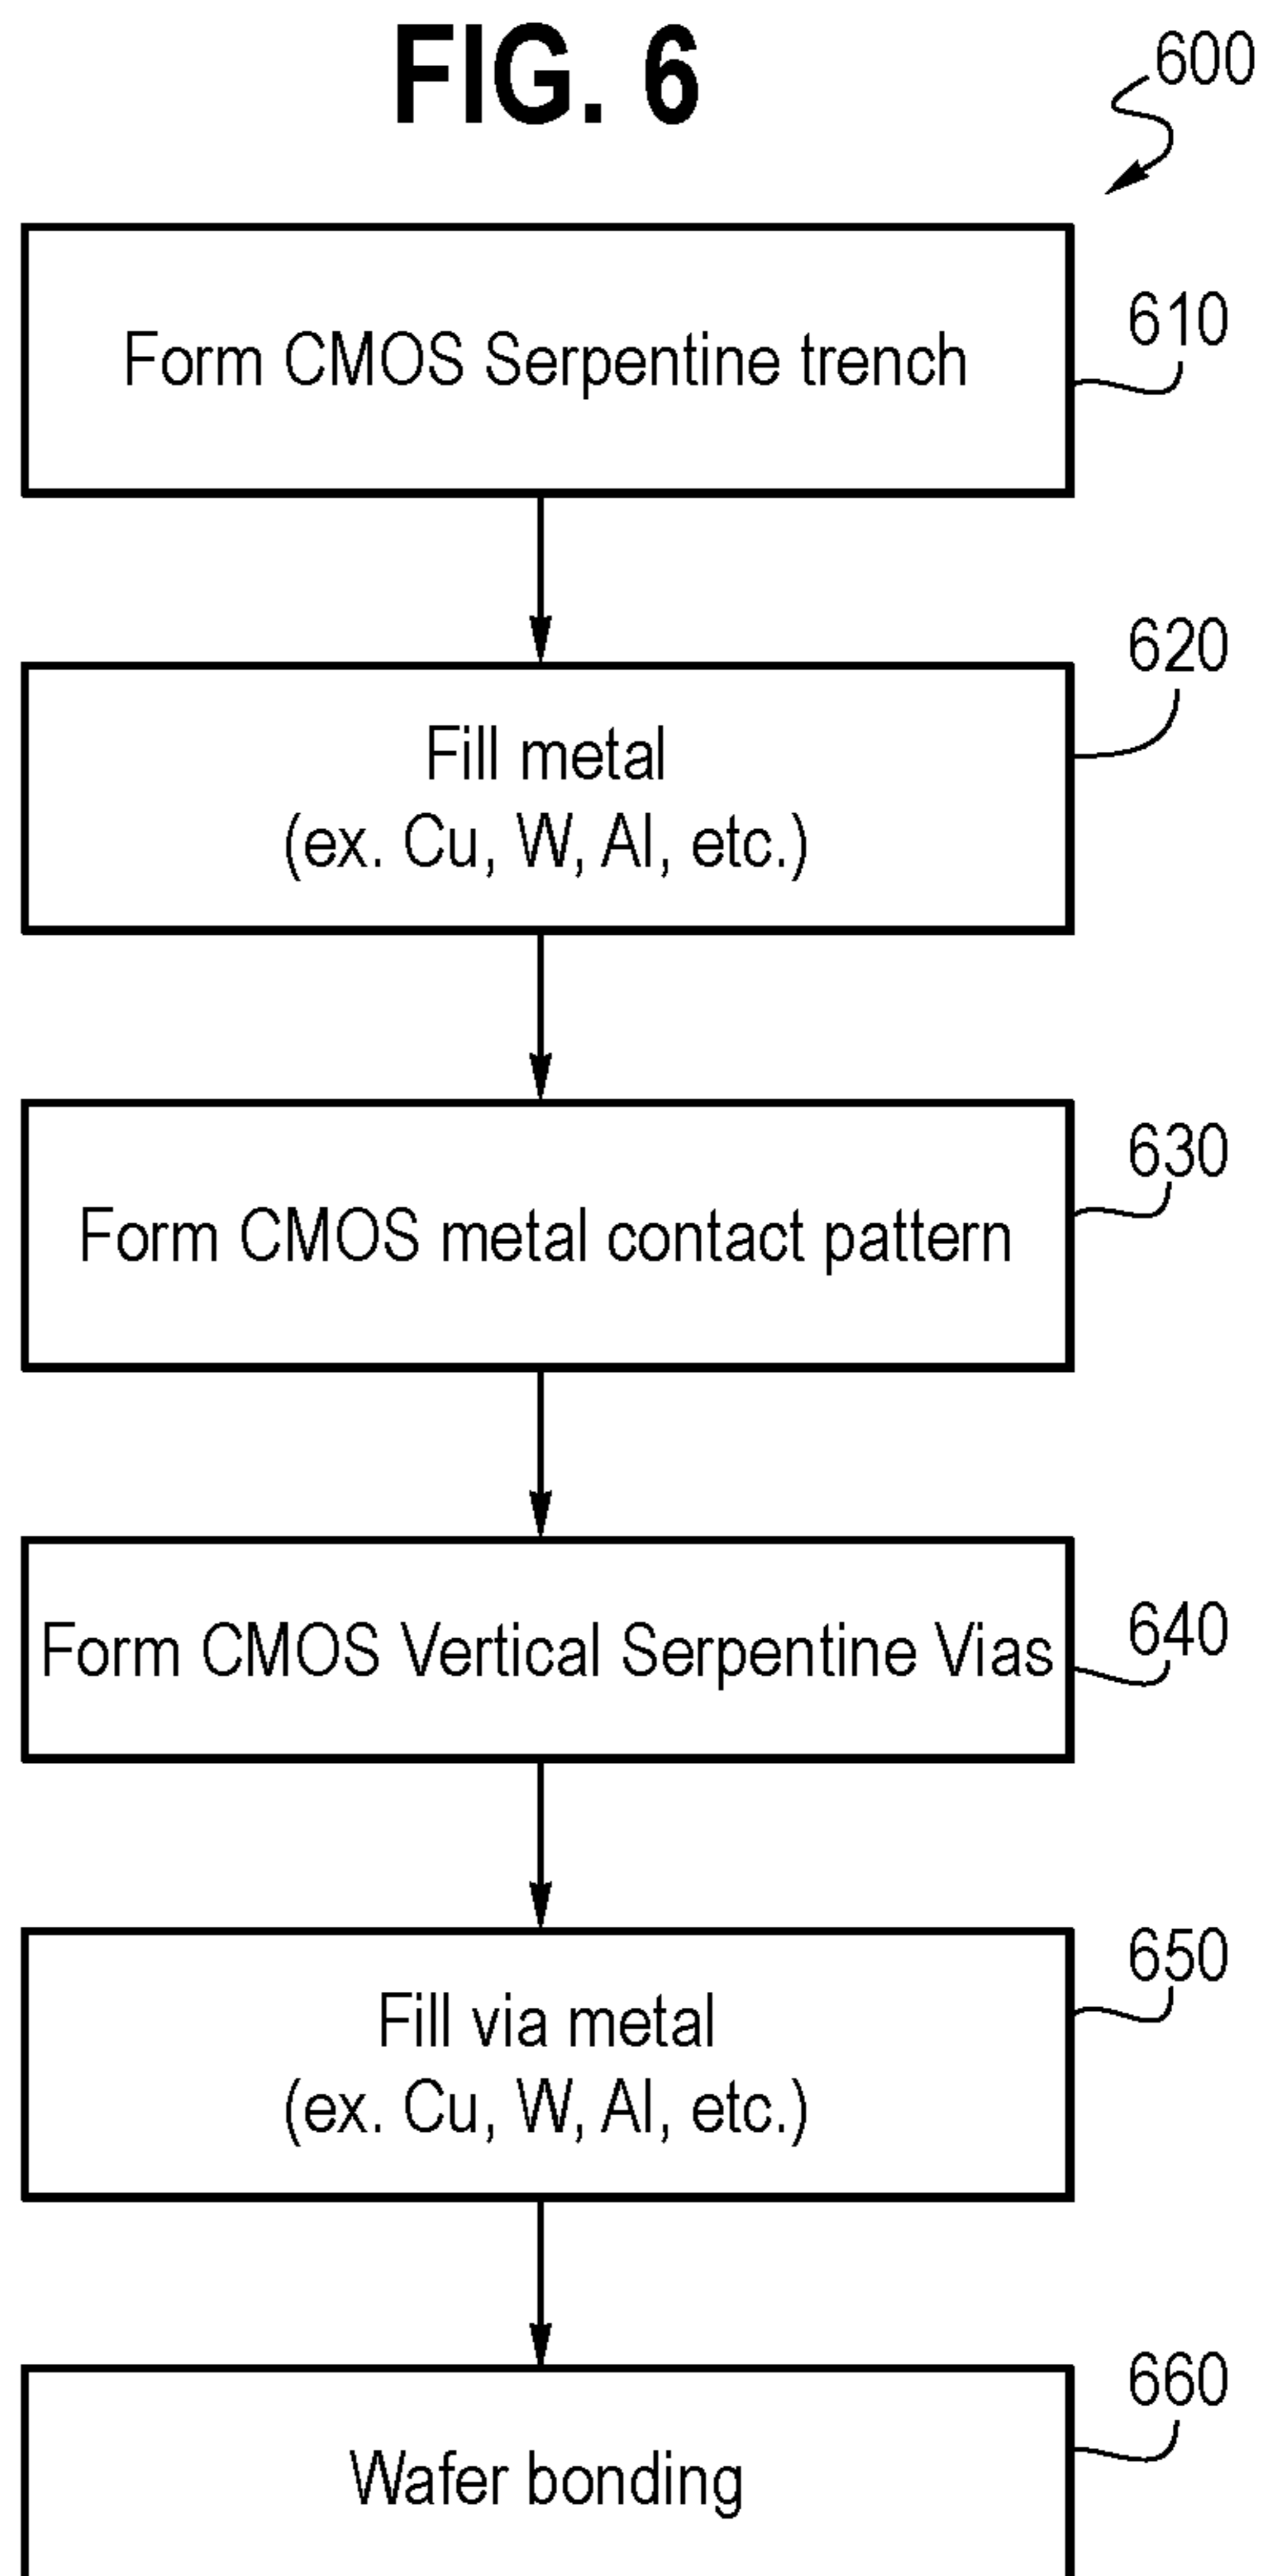 FIG. 6
600
Form CMOS Serpentine trench
610
Fill metal
(ex. Cu, W, Al, etc.)
620
Form CMOS metal contact pattern
630
Form CMOS Vertical Serpentine Vias
640
Fill via metal
(ex. Cu, W, Al, etc.)
650
Wafer bonding
660